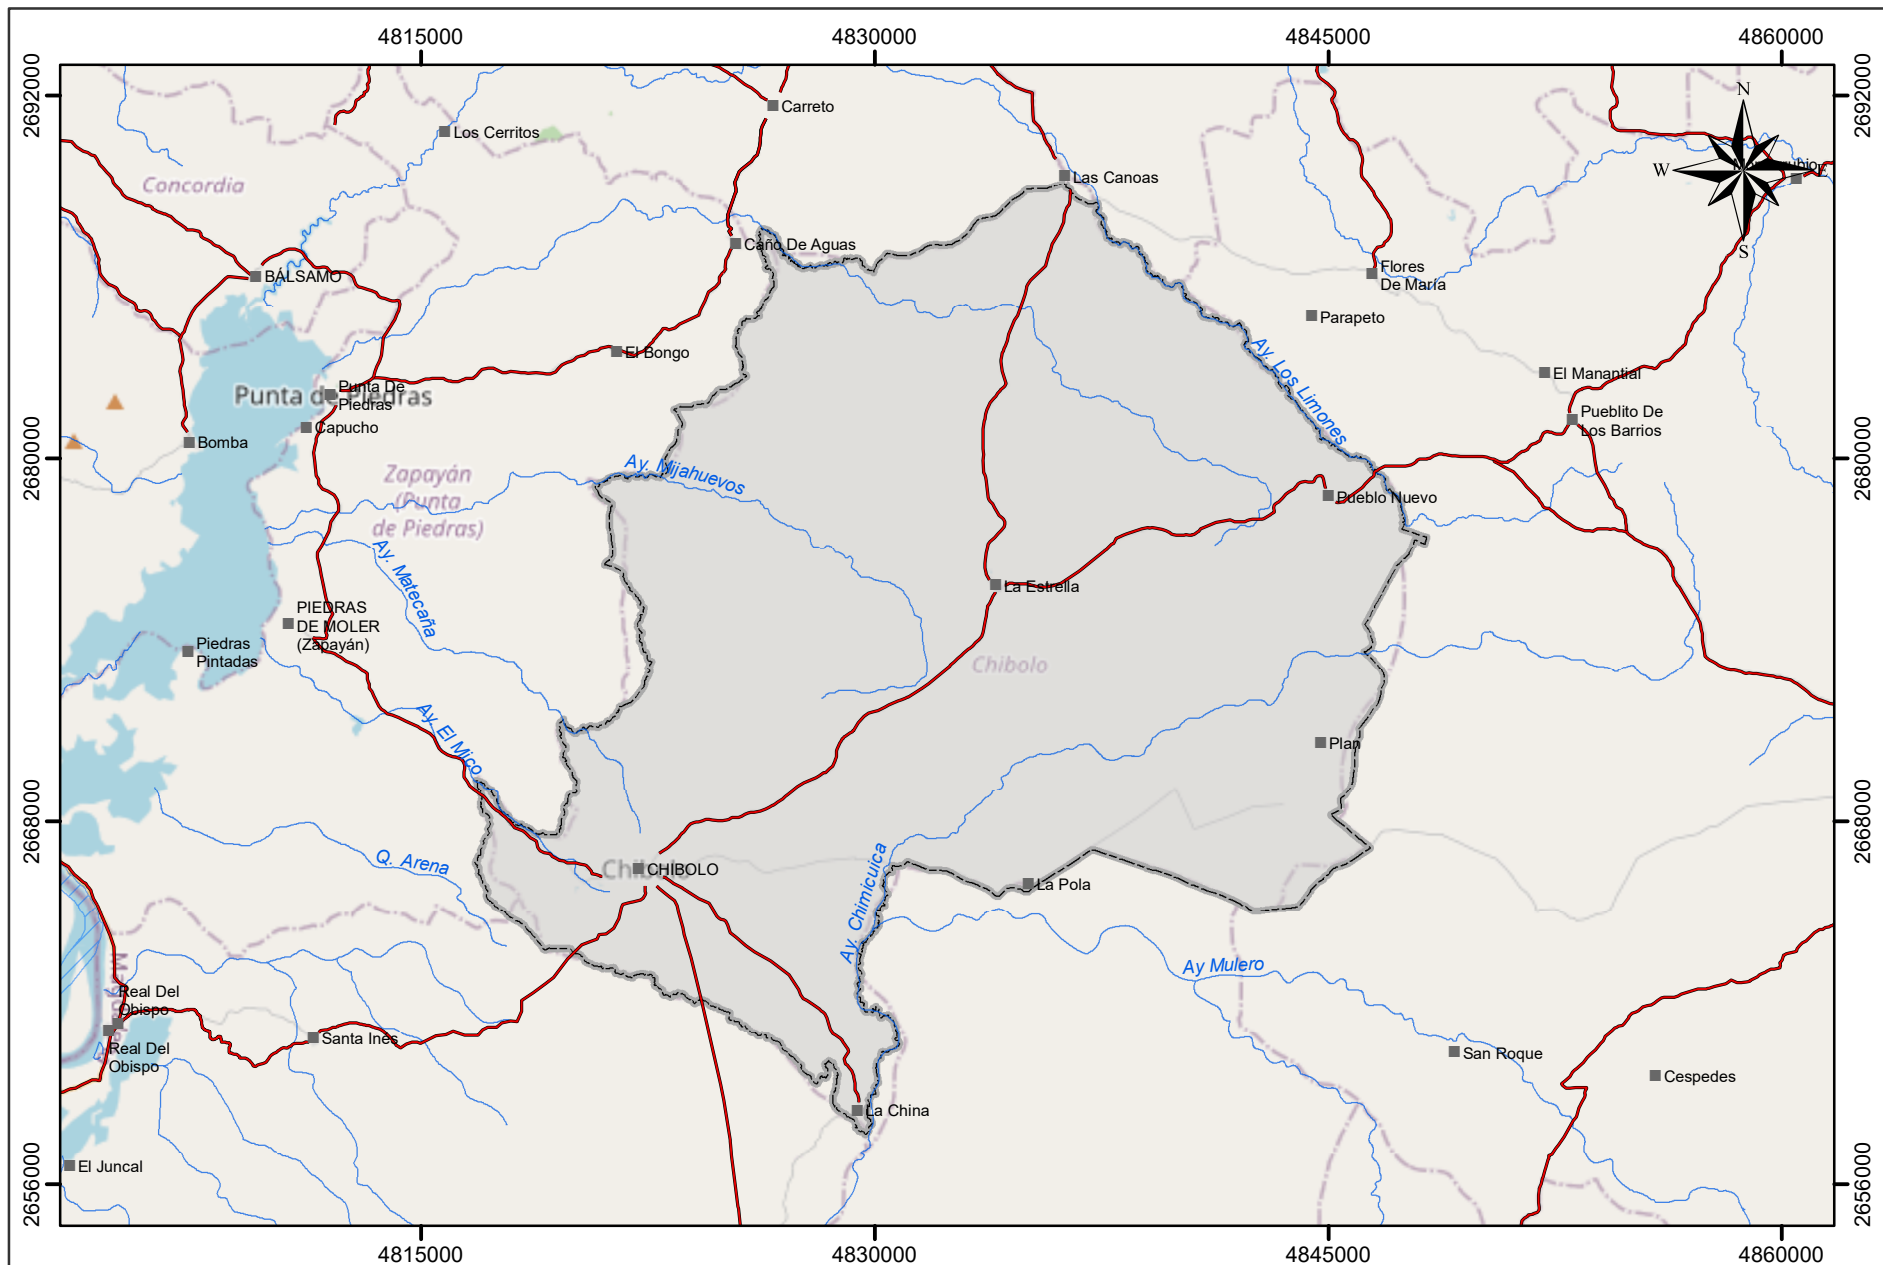 4815000
4830000
4845000
4860000
2692000
2692000
N
Carreto
Los Cerritos
W
E
Concordia
Las Canoas
S
Caño De Aguas
BÁLSAMO
Flores
De María
Parapeto
Ay. Los Limones
El Bongo
El Manantial
Punta De
Piedras
Punta de Piedras
Capucho
Pueblito De
Los Barrios
Bomba
2680000
2680000
Zapayán
(Punta
de Piedras)
Ay. Mijahuevos
Pueblo Nuevo
Ay. Matecaña
La Estrella
PIEDRAS
DE MOLER
(Zapayán)
Piedras
Pintadas
Chibolo
Ay. El Mico
Plan
2668000
2668000
Q. Arena
Chibolo
CHIBOLO
Ay. Chimicuica
La Pola
Ay Mulero
Real Del
Obispo
Real Del
Obispo
Santa Ines
San Roque
Cespedes
La China
El Juncal
2656000
2656000
4815000
4830000
4845000
4860000